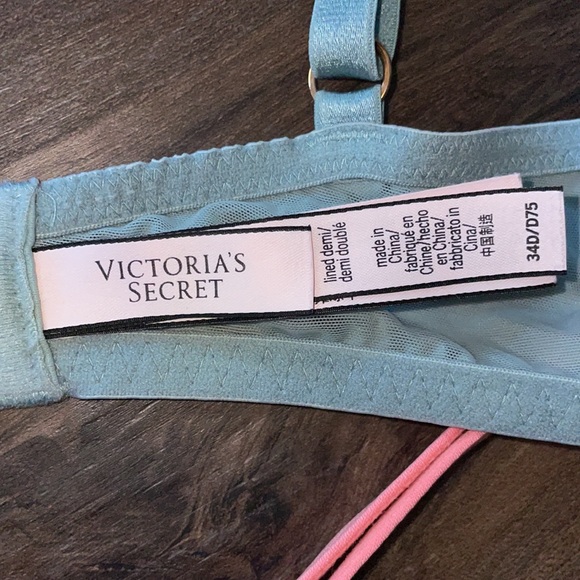 VICTORIA'S
SECRET
lined demi/
demi doublé
made in
China/
fabriqué en
Chine/hecho
en China/
fabbricato in
Cina/
中国制造
34D/D75